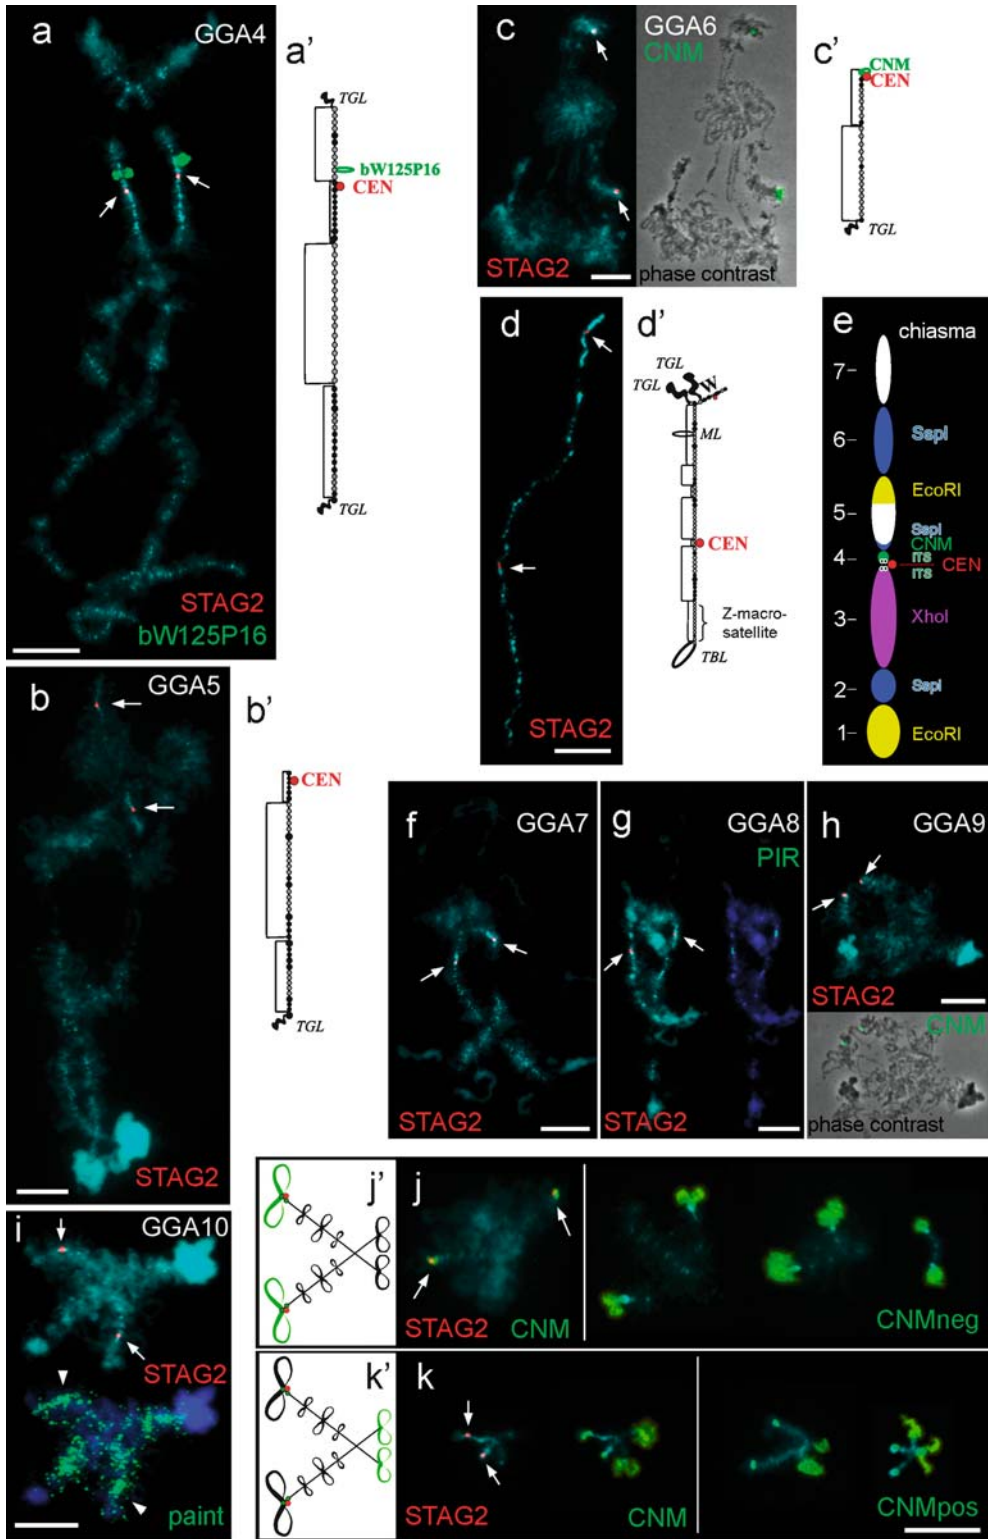 a
GGA4
STAG2
bW125P16
a'
TGL
bW125P16
CEN
TGL
b
GGA5
STAG2
b'
CEN
TGL
c
STAG2
GGA6
CNM
phase contrast
c'
CNM
CEN
TGL
d
STAG2
d'
TGL
TGL
W
ML
CEN
Z-macro-
satellite
TBL
e
chiasma
7
6
SspI
EcoRI
5
SspI
CNM
4
ITS
CEN
ITS
3
XhoI
2
SspI
1
EcoRI
f
GGA7
STAG2
g
GGA8
PIR
STAG2
h
GGA9
STAG2
CNM
phase contrast
i
GGA10
STAG2
paint
j'
j
STAG2
CNM
CNMneg
k'
k
STAG2
CNM
CNMpos